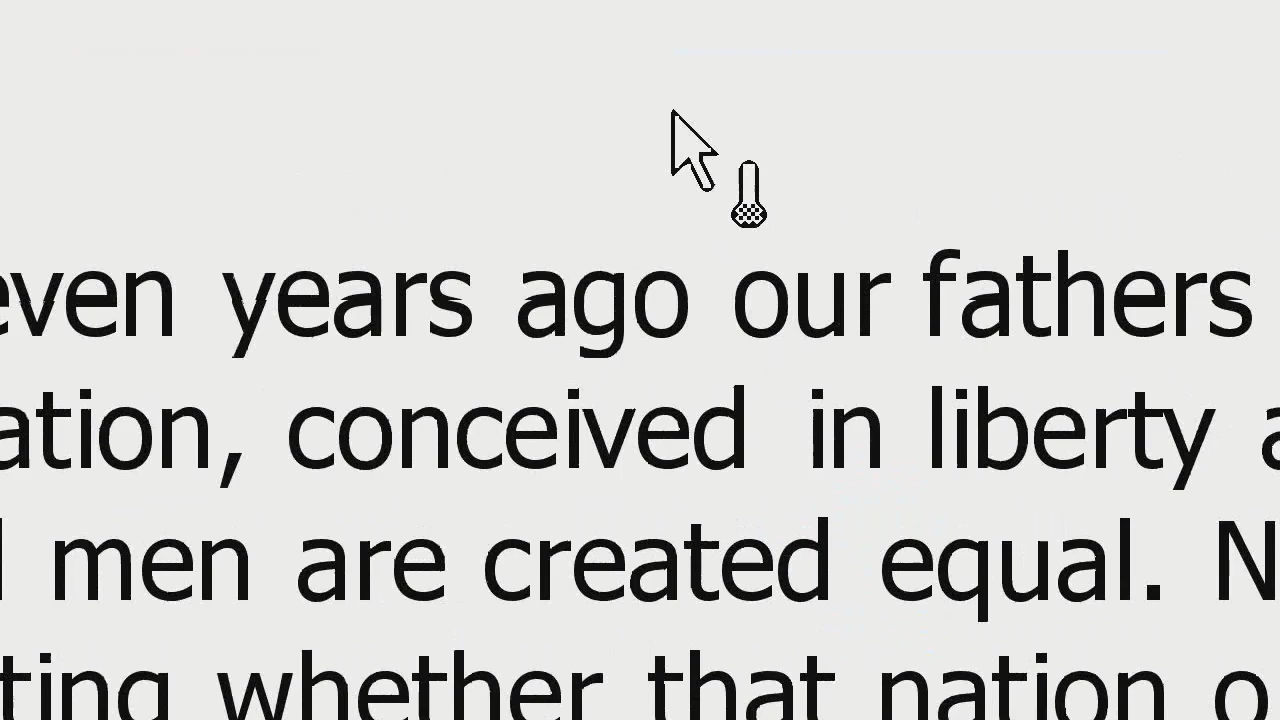 even years ago our fathers
ation, conceived in liberty a
l men are created equal. N
ting whether that nation o